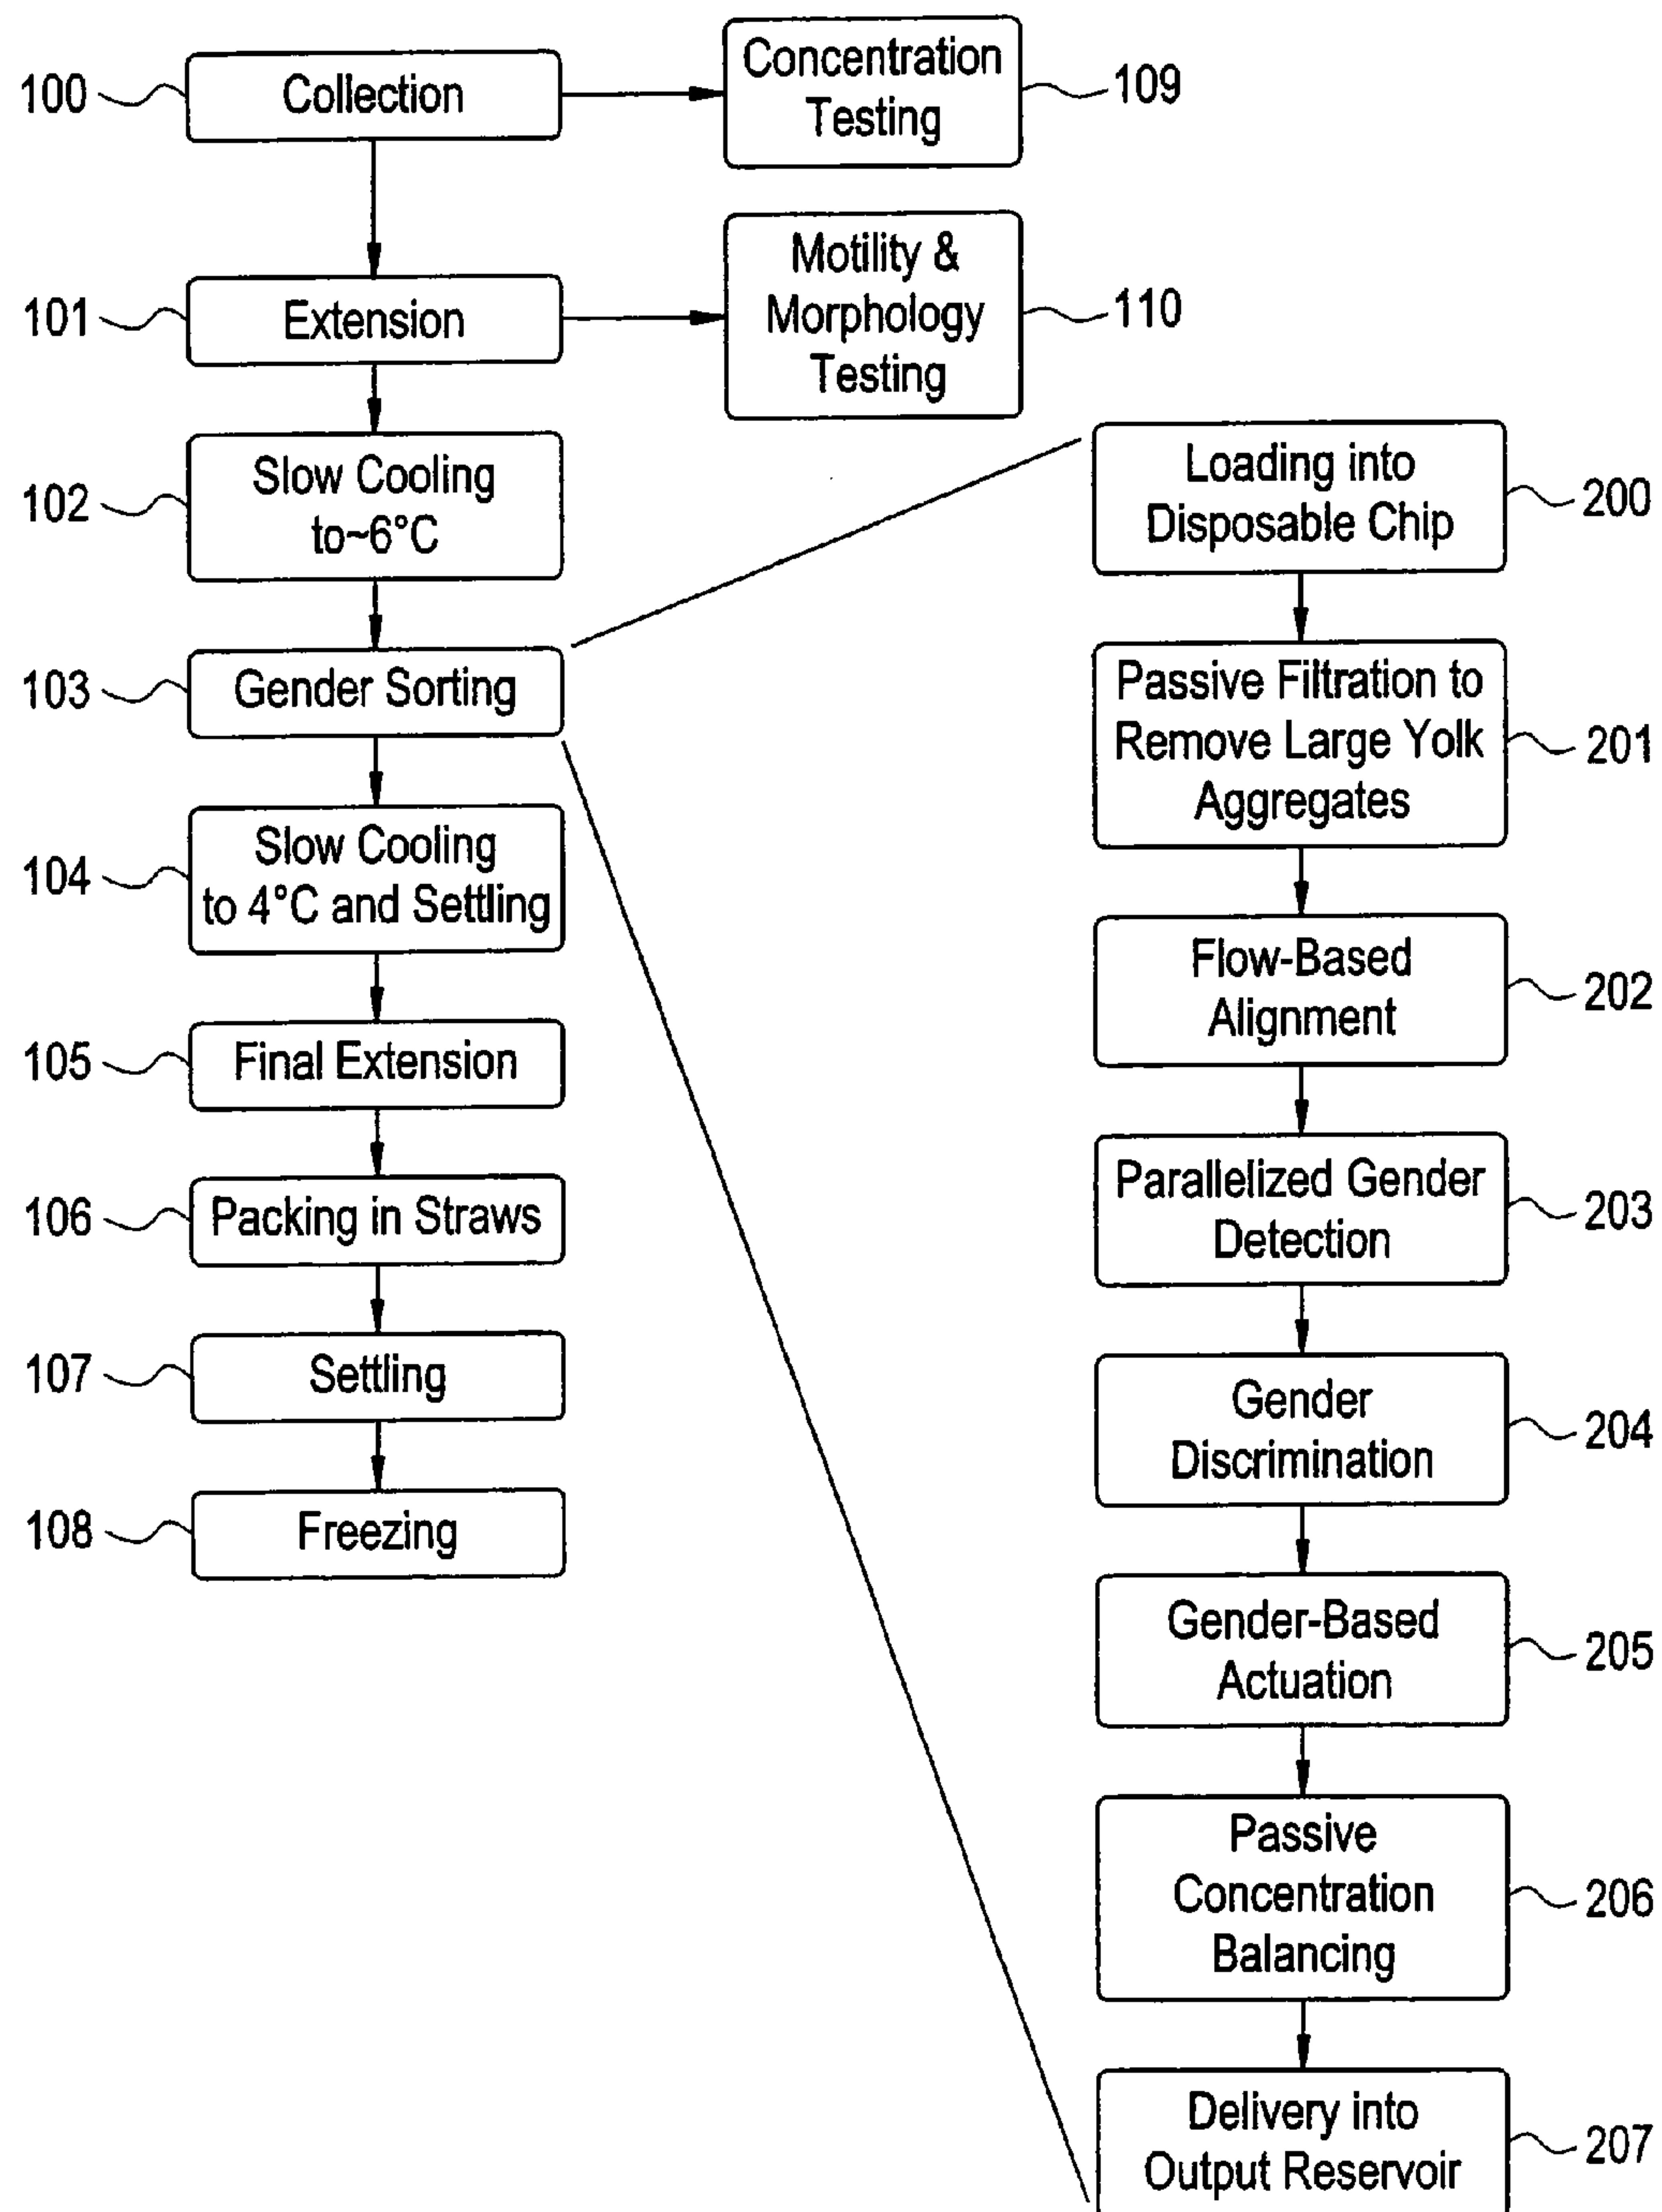 100
Collection
Concentration
Testing
109
101
Extension
Motility &
Morphology
Testing
110
102
Slow Cooling
to~6°C
103
Gender Sorting
104
Slow Cooling
to 4°C and Settling
105
Final Extension
106
Packing in Straws
107
Settling
108
Freezing
Loading into
Disposable Chip
200
Passive Filtration to
Remove Large Yolk
Aggregates
201
Flow-Based
Alignment
202
Parallelized Gender
Detection
203
Gender
Discrimination
204
Gender-Based
Actuation
205
Passive
Concentration
Balancing
206
Delivery into
Output Reservoir
207